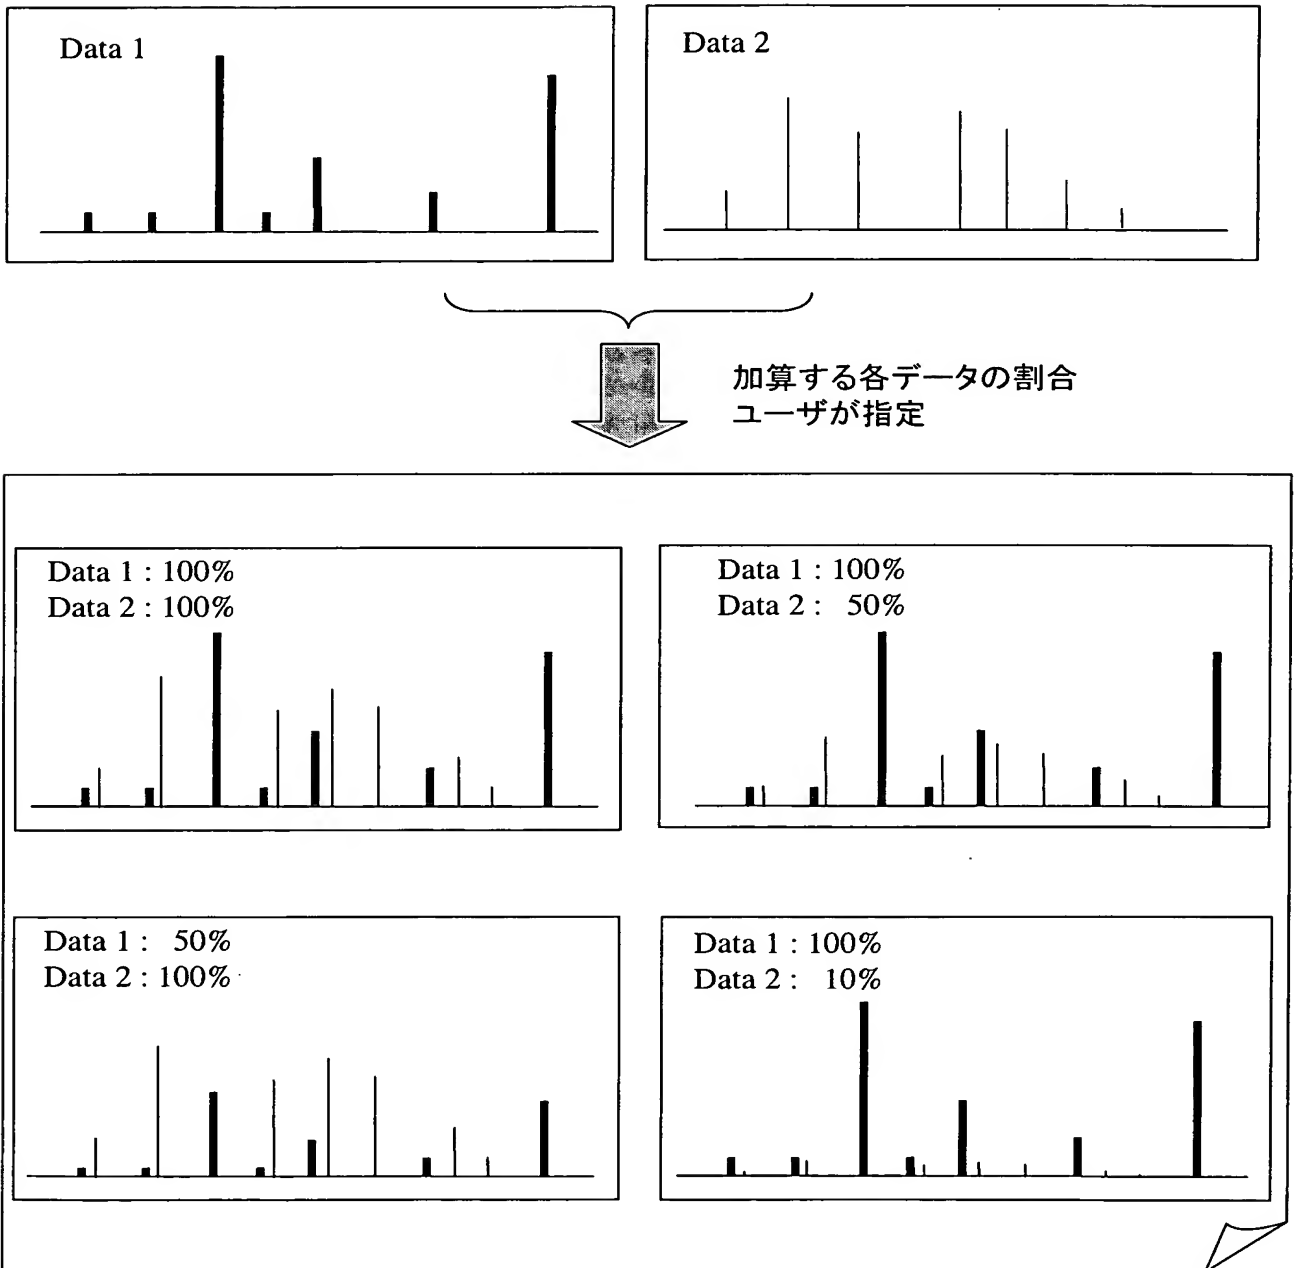 Data 1
Data 2
加算する各データの割合
ユーザが指定
Data 1 : 100%
Data 2 : 100%
Data 1 : 100%
Data 2 : 50%
Data 1 : 50%
Data 2 : 100%
Data 1 : 100%
Data 2 : 10%